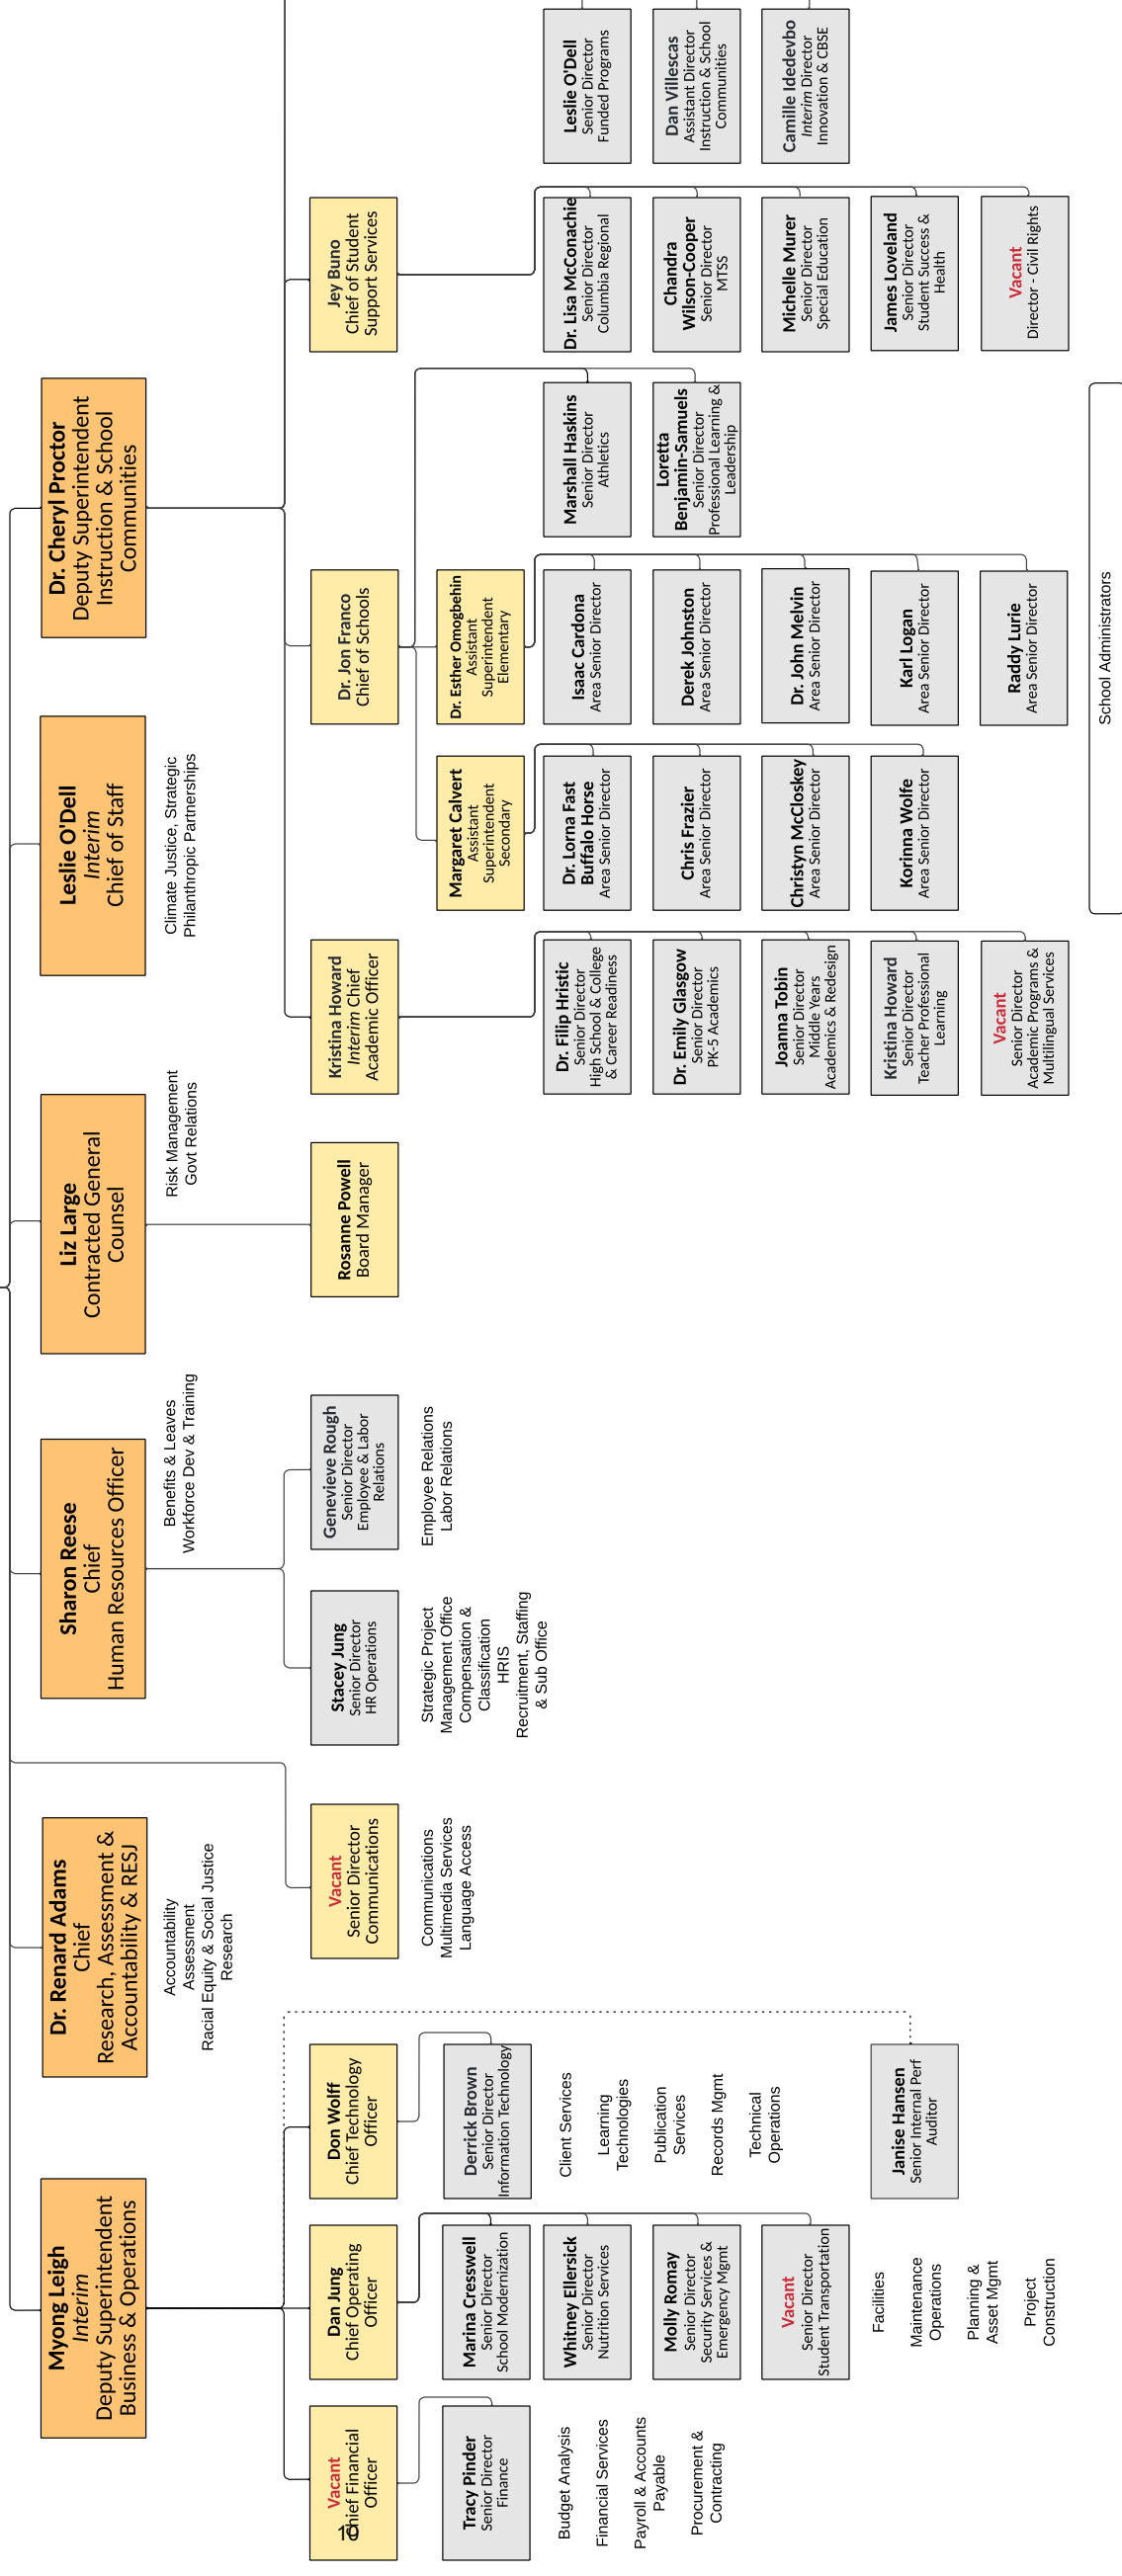 Myong Leigh
Interim
Deputy Superintendent
Business & Operations
Dr. Renard Adams
Chief
Research, Assessment &
Accountability & RESJ
Accountability
Assessment
Racial Equity & Social Justice
Research
Sharon Reese
Chief
Human Resources Officer
Benefits & Leaves
Workforce Dev & Training
Liz Large
Contracted General
Counsel
Risk Management
Govt Relations
Leslie O'Dell
Interim
Chief of Staff
Climate Justice, Strategic
Philanthropic Partnerships
Dr. Cheryl Proctor
Deputy Superintendent
Instruction & School
Communities
Vacant
Chief Financial
Officer
10
Dan Jung
Chief Operating
Officer
Don Wolff
Chief Technology
Officer
Vacant
Senior Director
Communications
Communications
Multimedia Services
Language Access
Stacey Jung
Senior Director
HR Operations
Strategic Project
Management Office
Compensation &
Classification
HRIS
Recruitment, Staffing
& Sub Office
Genevieve Rough
Senior Director
Employee & Labor
Relations
Employee Relations
Labor Relations
Rosanne Powell
Board Manager
Kristina Howard
Interim Chief
Academic Officer
Dr. Jon Franco
Chief of Schools
Jey Buno
Chief of Student
Support Services
Tracy Pinder
Senior Director
Finance
Budget Analysis
Financial Services
Payroll & Accounts
Payable
Procurement &
Contracting
Marina Cresswell
Senior Director
School Modernization
Whitney Ellersick
Senior Director
Nutrition Services
Molly Romay
Senior Director
Security Services &
Emergency Mgmt
Vacant
Senior Director
Student Transportation
Facilities
Maintenance
Operations
Planning &
Asset Mgmt
Project
Construction
Derrick Brown
Senior Director
Information Technology
Client Services
Learning
Technologies
Publication
Services
Records Mgmt
Technical
Operations
Janise Hansen
Senior Internal Perf
Auditor
Dr. Filip Hristic
Senior Director
High School & College
& Career Readiness
Dr. Emily Glasgow
Senior Director
PK-5 Academics
Joanna Tobin
Senior Director
Middle Years
Academics & Redesign
Kristina Howard
Senior Director
Teacher Professional
Learning
Vacant
Senior Director
Academic Programs &
Multilingual Services
Margaret Calvert
Assistant
Superintendent
Secondary
Dr. Lorna Fast
Buffalo Horse
Area Senior Director
Chris Frazier
Area Senior Director
Christyn McCloskey
Area Senior Director
Korinna Wolfe
Area Senior Director
Dr. Esther Omogbehin
Assistant
Superintendent
Elementary
Isaac Cardona
Area Senior Director
Derek Johnston
Area Senior Director
Dr. John Melvin
Area Senior Director
Karl Logan
Area Senior Director
Raddy Lurie
Area Senior Director
Marshall Haskins
Senior Director
Athletics
Loretta
Benjamin-Samuels
Senior Director
Professional Learning &
Leadership
School Administrators
Dr. Lisa McConachie
Senior Director
Columbia Regional
Chandra
Wilson-Cooper
Senior Director
MTSS
Michelle Murer
Senior Director
Special Education
James Loveland
Senior Director
Student Success &
Health
Vacant
Director - Civil Rights
Leslie O'Dell
Senior Director
Funded Programs
Dan Villescas
Assistant Director
Instruction & School
Communities
Camille Idedevbo
Interim Director
Innovation & CBSE